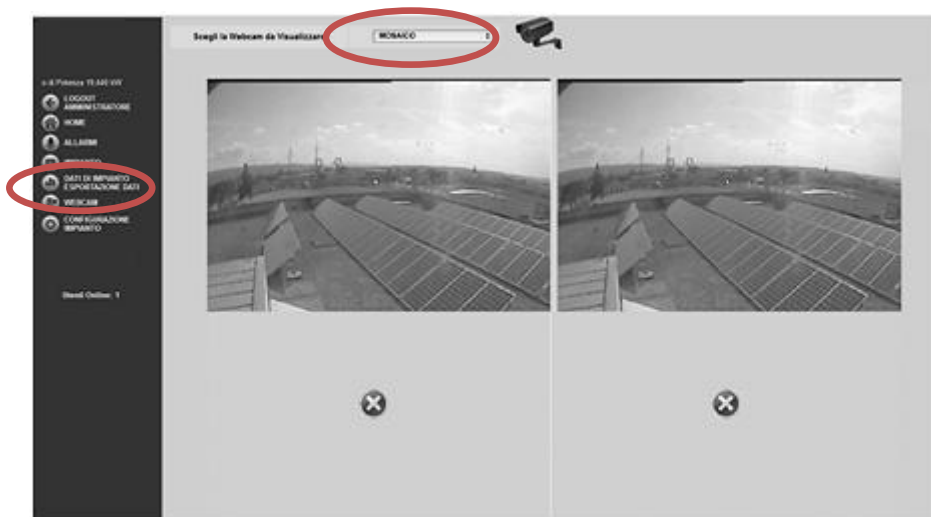 Scegli la Webcam da Visualizzare
MOSAICO
LOGOUT
AMMINISTRATORE
HOME
ALLARMI
IMPIANTO
DATI DI IMPIANTO
ESPORTAZIONE DATI
WEBCAM
CONFIGURAZIONE
IMPIANTO
Utenti Online: 1